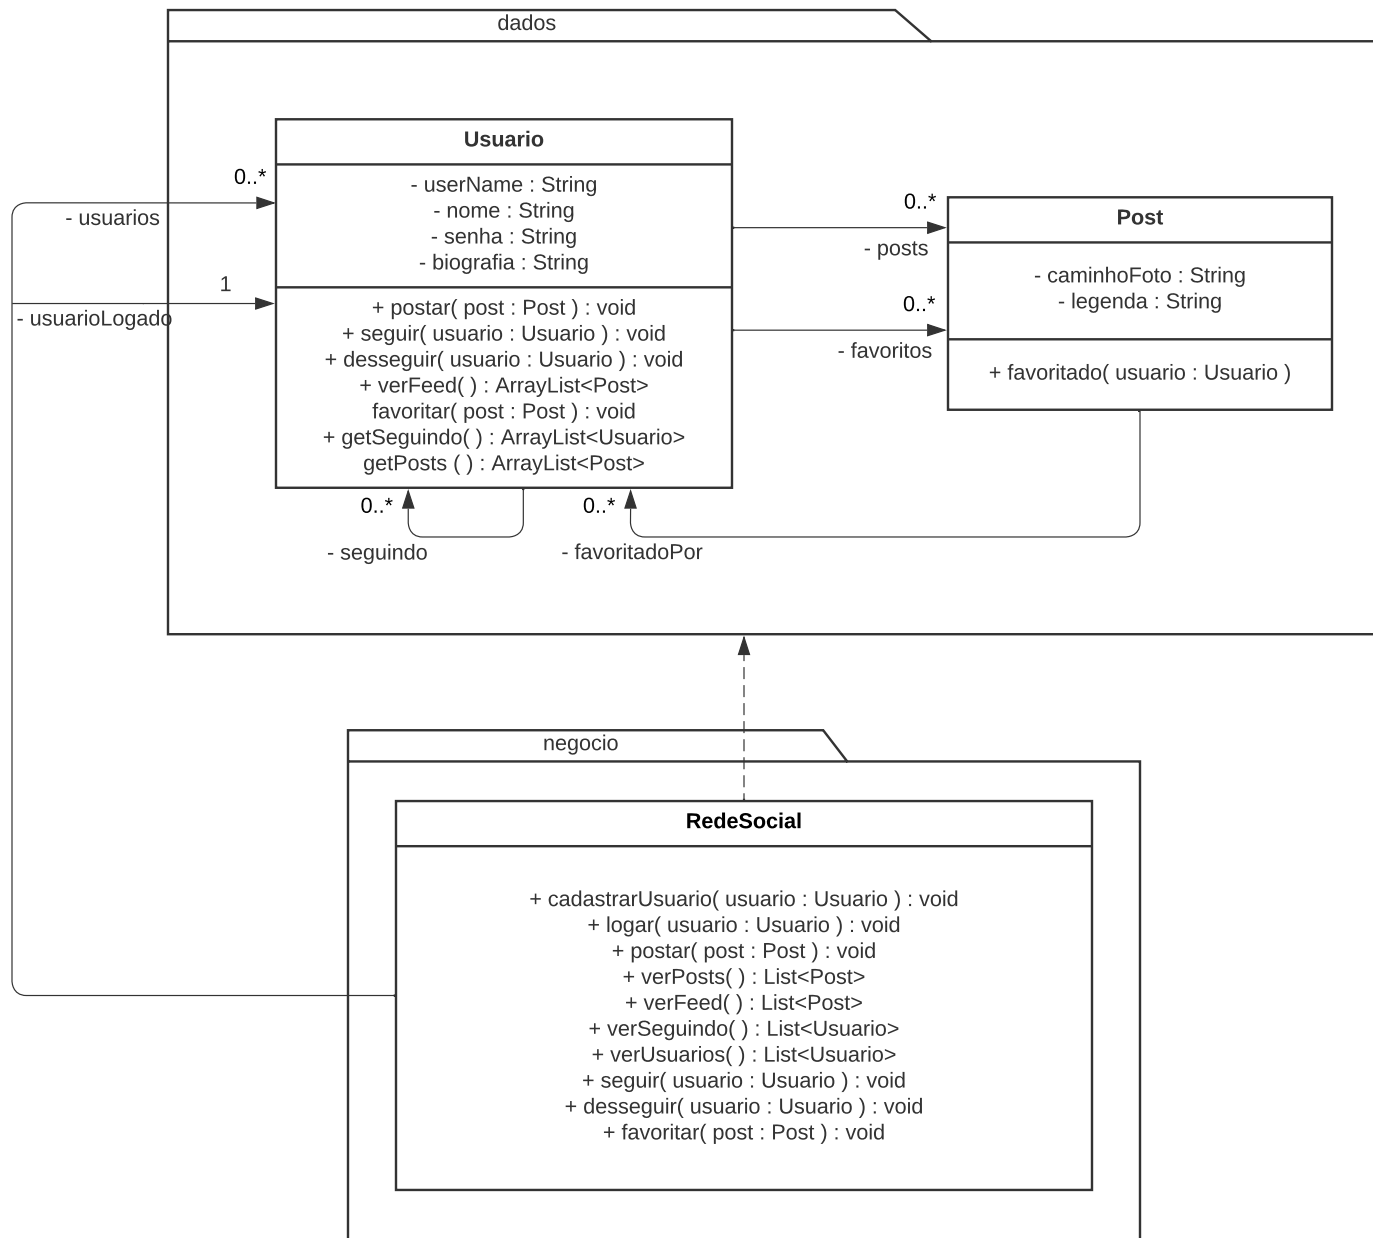 dados
Usuario
- userName : String
- nome : String
- senha : String
- biografia : String
+ postar( post : Post ) : void
+ seguir( usuario : Usuario ) : void
+ desseguir( usuario : Usuario ) : void
+ verFeed( ) : ArrayList<Post>
favoritar( post : Post ) : void
+ getSeguindo( ) : ArrayList<Usuario>
getPosts ( ) : ArrayList<Post>
0..*
- usuarios
1
- usuarioLogado
0..*
- posts
0..*
- favoritos
Post
- caminhoFoto : String
- legenda : String
+ favoritado( usuario : Usuario )
0..*
- seguindo
0..*
- favoritadoPor
negocio
RedeSocial
+ cadastrarUsuario( usuario : Usuario ) : void
+ logar( usuario : Usuario ) : void
+ postar( post : Post ) : void
+ verPosts( ) : List<Post>
+ verFeed( ) : List<Post>
+ verSeguindo( ) : List<Usuario>
+ verUsuarios( ) : List<Usuario>
+ seguir( usuario : Usuario ) : void
+ desseguir( usuario : Usuario ) : void
+ favoritar( post : Post ) : void